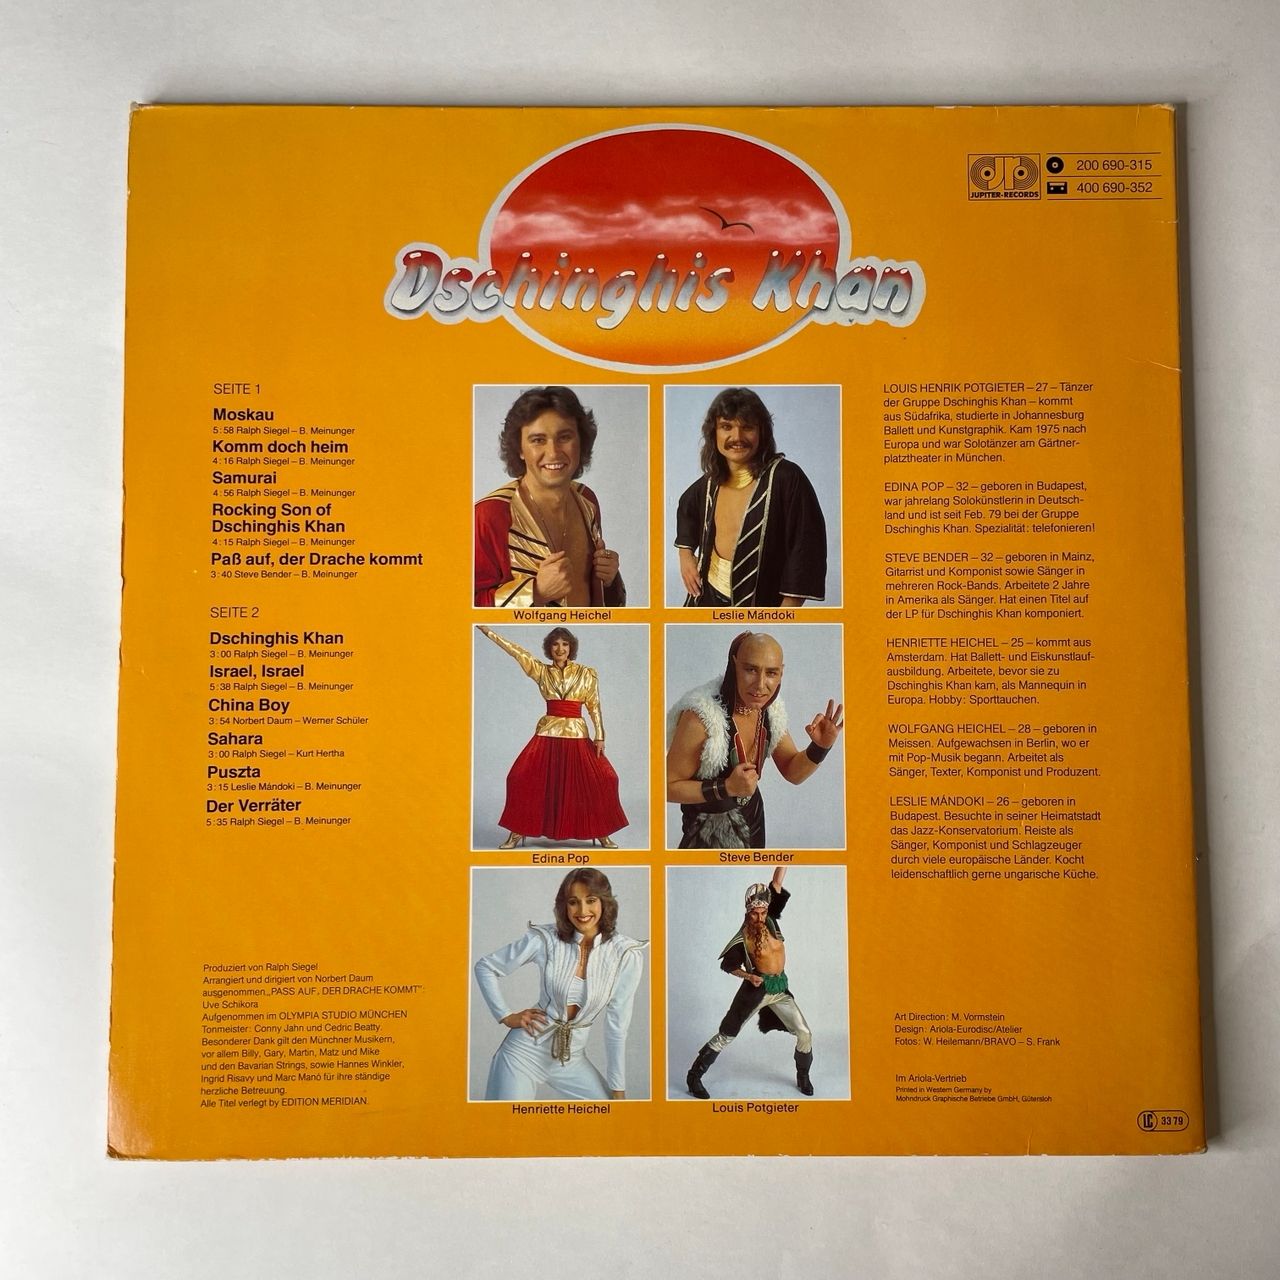 Dschinghis Khan
JUPITER-RECORDS
200 690-315
400 690-352
SEITE 1
Moskau
5:58 Ralph Siegel – B. Meinunger
Komm doch heim
4:16 Ralph Siegel – B. Meinunger
Samurai
4:56 Ralph Siegel – B. Meinunger
Rocking Son of
Dschinghis Khan
4:15 Ralph Siegel – B. Meinunger
Paß auf, der Drache kommt
3:40 Steve Bender – B. Meinunger
SEITE 2
Dschinghis Khan
3:00 Ralph Siegel – B. Meinunger
Israel, Israel
5:38 Ralph Siegel – B. Meinunger
China Boy
3:54 Norbert Daum – Werner Schüler
Sahara
3:00 Ralph Siegel – Kurt Hertha
Puszta
3:15 Leslie Mándoki – B. Meinunger
Der Verräter
5:35 Ralph Siegel – B. Meinunger
Produziert von Ralph Siegel
Arrangiert und dirigiert von Norbert Daum
ausgenommen „PASS AUF, DER DRACHE KOMMT":
Uve Schikora
Aufgenommen im OLYMPIA STUDIO MÜNCHEN
Tonmeister: Conny Jahn und Cedric Beatty.
Besonderer Dank gilt den Münchner Musikern,
vor allem Billy, Gary, Martin, Matz und Mike
und den Bavarian Strings, sowie Hannes Winkler,
Ingrid Risavy und Marc Manó für ihre ständige
herzliche Betreuung.
Alle Titel verlegt by EDITION MERIDIAN.
Wolfgang Heichel
Leslie Mándoki
Edina Pop
Steve Bender
Henriette Heichel
Louis Potgieter
LOUIS HENRIK POTGIETER – 27 – Tänzer
der Gruppe Dschinghis Khan – kommt
aus Südafrika, studierte in Johannesburg
Ballett und Kunstgraphik. Kam 1975 nach
Europa und war Solotänzer am Gärtner-
platztheater in München.
EDINA POP – 32 – geboren in Budapest,
war jahrelang Solokünstlerin in Deutsch-
land und ist seit Feb. 79 bei der Gruppe
Dschinghis Khan. Spezialität: telefonieren!
STEVE BENDER – 32 – geboren in Mainz,
Gitarrist und Komponist sowie Sänger in
mehreren Rock-Bands. Arbeitete 2 Jahre
in Amerika als Sänger. Hat einen Titel auf
der LP für Dschinghis Khan komponiert.
HENRIETTE HEICHEL – 25 – kommt aus
Amsterdam. Hat Ballett- und Eiskunstlauf-
ausbildung. Arbeitete, bevor sie zu
Dschinghis Khan kam, als Mannequin in
Europa. Hobby: Sporttauchen.
WOLFGANG HEICHEL – 28 – geboren in
Meissen. Aufgewachsen in Berlin, wo er
mit Pop-Musik begann. Arbeitet als
Sänger, Texter, Komponist und Produzent.
LESLIE MÁNDOKI – 26 – geboren in
Budapest. Besuchte in seiner Heimatstadt
das Jazz-Konservatorium. Reiste als
Sänger, Komponist und Schlagzeuger
durch viele europäische Länder. Kocht
leidenschaftlich gerne ungarische Küche.
Art Direction: M. Vormstein
Design: Ariola-Eurodisc/Atelier
Fotos: W. Heilemann/BRAVO – S. Frank
Im Ariola-Vertrieb
Printed in Western Germany by
Mohndruck Graphische Betriebe GmbH, Gütersloh
LC 3379